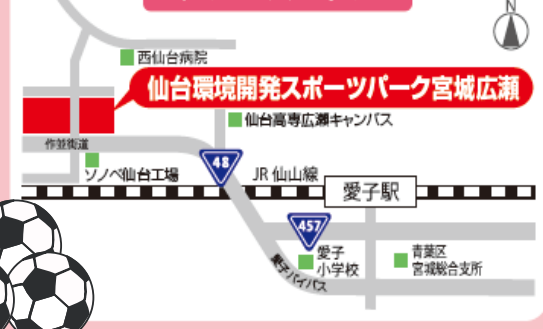 N
西仙台病院
仙台環境開発スポーツパーク宮城広瀬
仙台高専広瀬キャンパス
作並街道
ソノベ仙台工場
48
JR 仙山線
愛子駅
457
愛子
小学校
愛子バイパス
青葉区
宮城総合支所